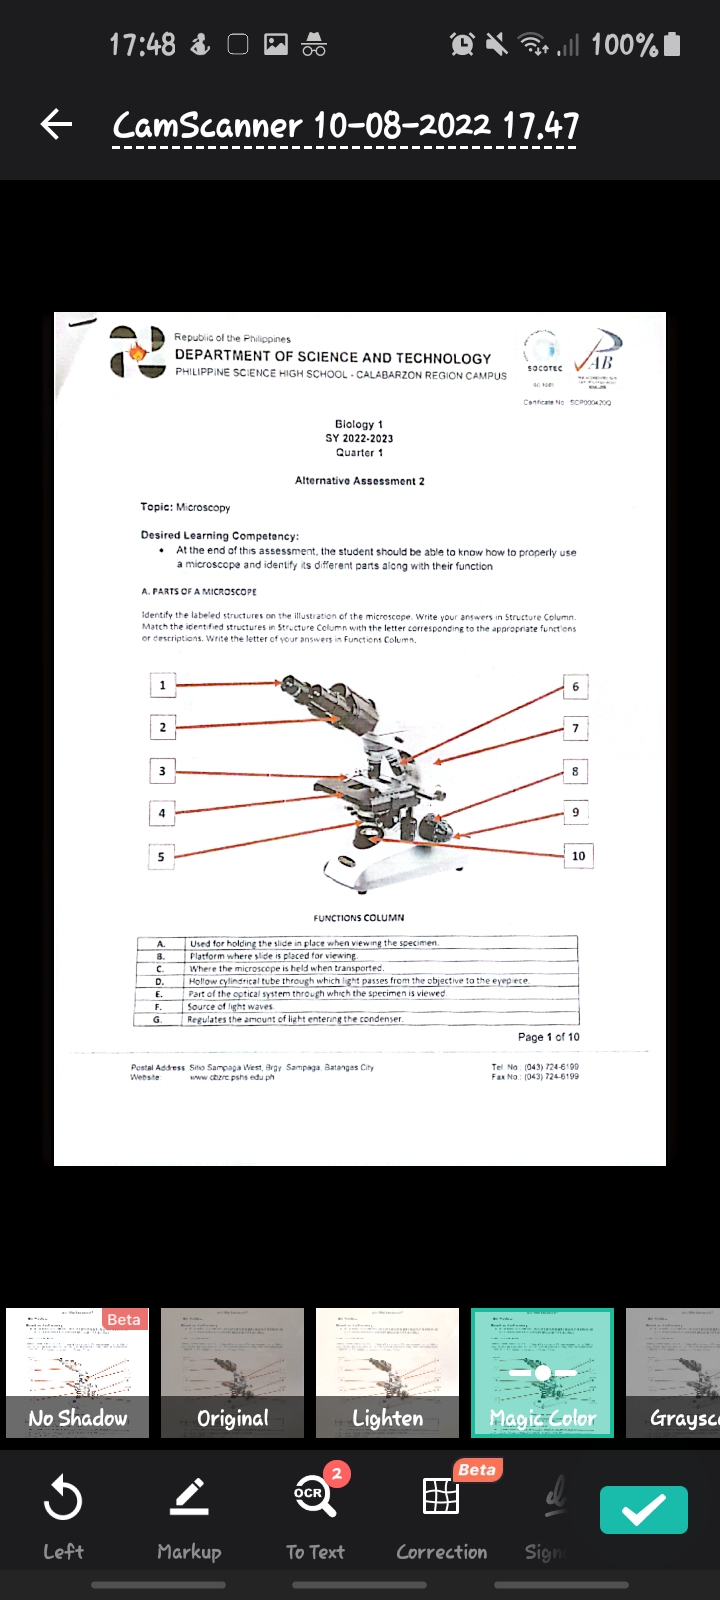 17:48
100%
CamScanner 10-08-2022 17.47
Republic of the Philippines
DEPARTMENT OF SCIENCE AND TECHNOLOGY
PHILIPPINE SCIENCE HIGH SCHOOL - CALABARZON REGION CAMPUS
SOCOTEC
PAB
Certificate No. SCP000420Q
Biology 1
SY 2022-2023
Quarter 1
Alternative Assessment 2
Topic: Microscopy
Desired Learning Competency:
• At the end of this assessment, the student should be able to know how to properly use
a microscope and identify its different parts along with their function
A. PARTS OF A MICROSCOPE
Identify the labeled structures on the illustration of the microscope. Write your answers in Structure Column.
Match the identified structures in Structure Column with the letter corresponding to the appropriate functions
or descriptions. Write the letter of your answers in Functions Column.
1
2
3
4
5
6
7
8
9
10
FUNCTIONS COLUMN
A. Used for holding the slide in place when viewing the specimen.
B. Platform where slide is placed for viewing.
C. Where the microscope is held when transported.
D. Hollow cylindrical tube through which light passes from the objective to the eyepiece.
E. Part of the optical system through which the specimen is viewed
F. Source of light waves.
G. Regulates the amount of light entering the condenser.
Page 1 of 10
Postal Address Sitio Sampaga West, Brgy. Sampaga, Batangas City
Website: www.cbzrc.pshs.edu.ph
Tel. No.: (043) 724-6199
Fax No.: (043) 724-6199
Beta
No Shadow
Original
Lighten
Magic Color
Graysc
OCR
2
Beta
Left
Markup
To Text
Correction
Sign